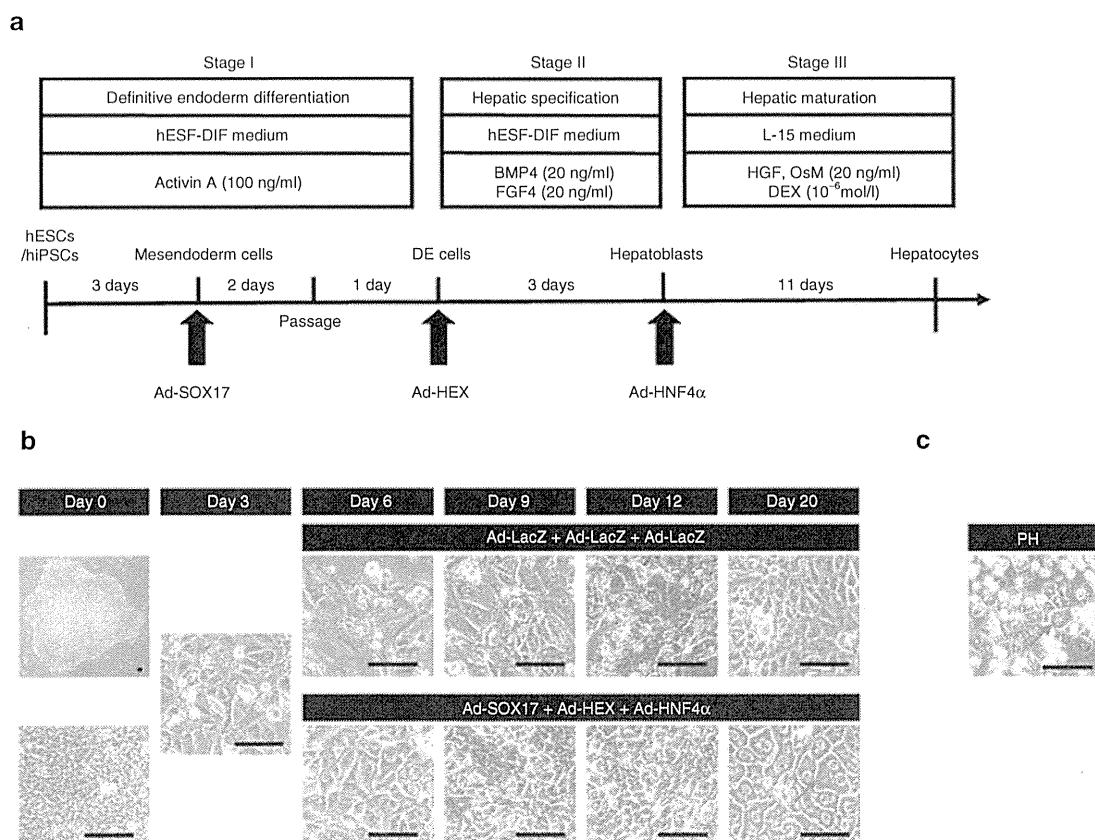 a
Stage I
Stage II
Stage III
Definitive endoderm differentiation
Hepatic specification
Hepatic maturation
hESF-DIF medium
hESF-DIF medium
L-15 medium
Activin A (100 ng/ml)
BMP4 (20 ng/ml)
FGF4 (20 ng/ml)
HGF, OsM (20 ng/ml)
DEX (10⁻⁶mol/l)
hESCs
/hiPSCs
Mesendoderm cells
DE cells
Hepatoblasts
Hepatocytes
3 days
2 days
1 day
3 days
11 days
Passage
Ad-SOX17
Ad-HEX
Ad-HNF4α
b
c
Day 0
Day 3
Day 6
Day 9
Day 12
Day 20
Ad-LacZ + Ad-LacZ + Ad-LacZ
PH
Ad-SOX17 + Ad-HEX + Ad-HNF4α